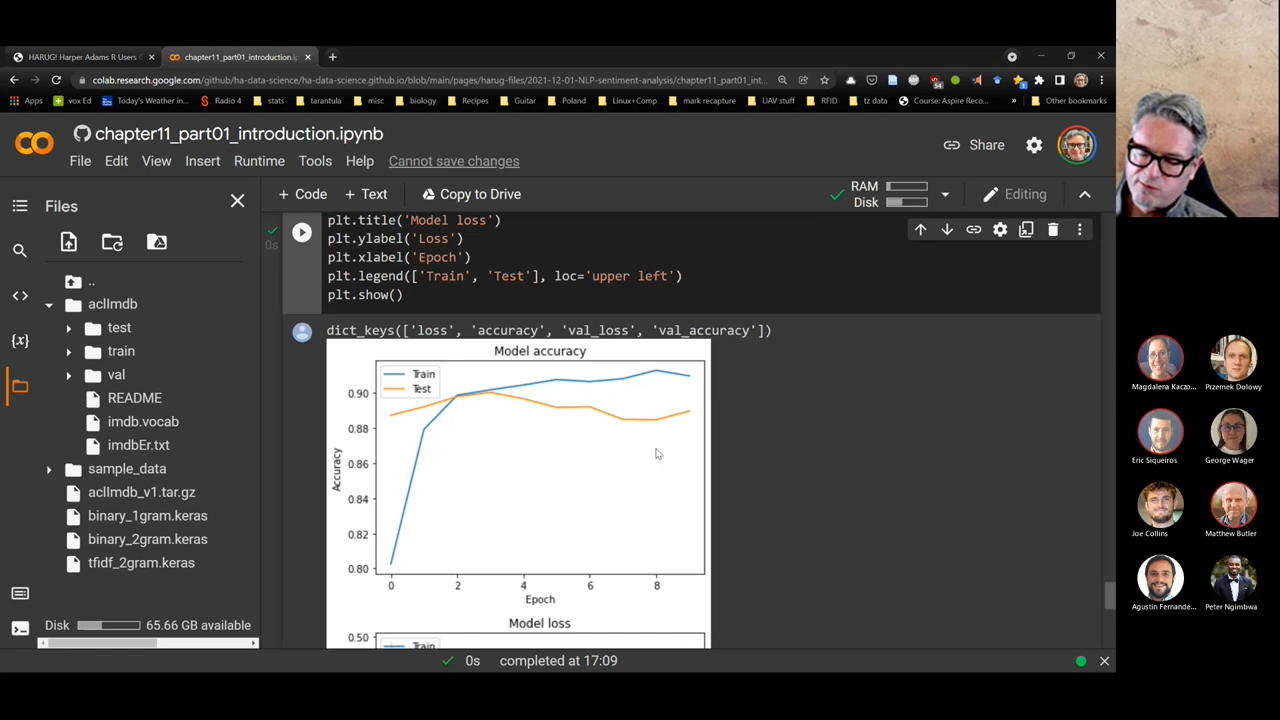 HARUG! Harper Adams R Users
chapter11_part01_introduction.ip
colab.research.google.com/github/ha-data-science/ha-data-science.github.io/blob/main/pages/harug-files/2021-12-01-NLP-sentiment-analysis/chapter11_part01_int...
Apps
vox Ed
Today's Weather in...
Radio 4
stats
tarantula
misc
biology
Recipes
Guitar
Poland
Linux+Comp
mark recapture
UAV stuff
RFID
tz data
Course: Aspire Reco...
»
Other bookmarks
chapter11_part01_introduction.ipynb
File Edit View Insert Runtime Tools Help Cannot save changes
Share
+ Code + Text Copy to Drive
RAM
Disk
Editing
Files
..
aclImdb
test
train
val
README
imdb.vocab
imdbEr.txt
sample_data
aclImdb_v1.tar.gz
binary_1gram.keras
binary_2gram.keras
tfidf_2gram.keras
Disk 65.66 GB available
{x}
0s
plt.title('Model loss')
plt.ylabel('Loss')
plt.xlabel('Epoch')
plt.legend(['Train', 'Test'], loc='upper left')
plt.show()
dict_keys(['loss', 'accuracy', 'val_loss', 'val_accuracy'])
Model accuracy
Train
Test
0.90
0.88
0.86
0.84
0.82
0.80
Accuracy
0 2 4 6 8
Epoch
Model loss
0.50
Train
0s completed at 17:09
Magdalena Kaczo...
Przemek Dolowy
Eric Siqueiros
George Wager
Joe Collins
Matthew Butler
Agustin Fernande...
Peter Ngimbwa